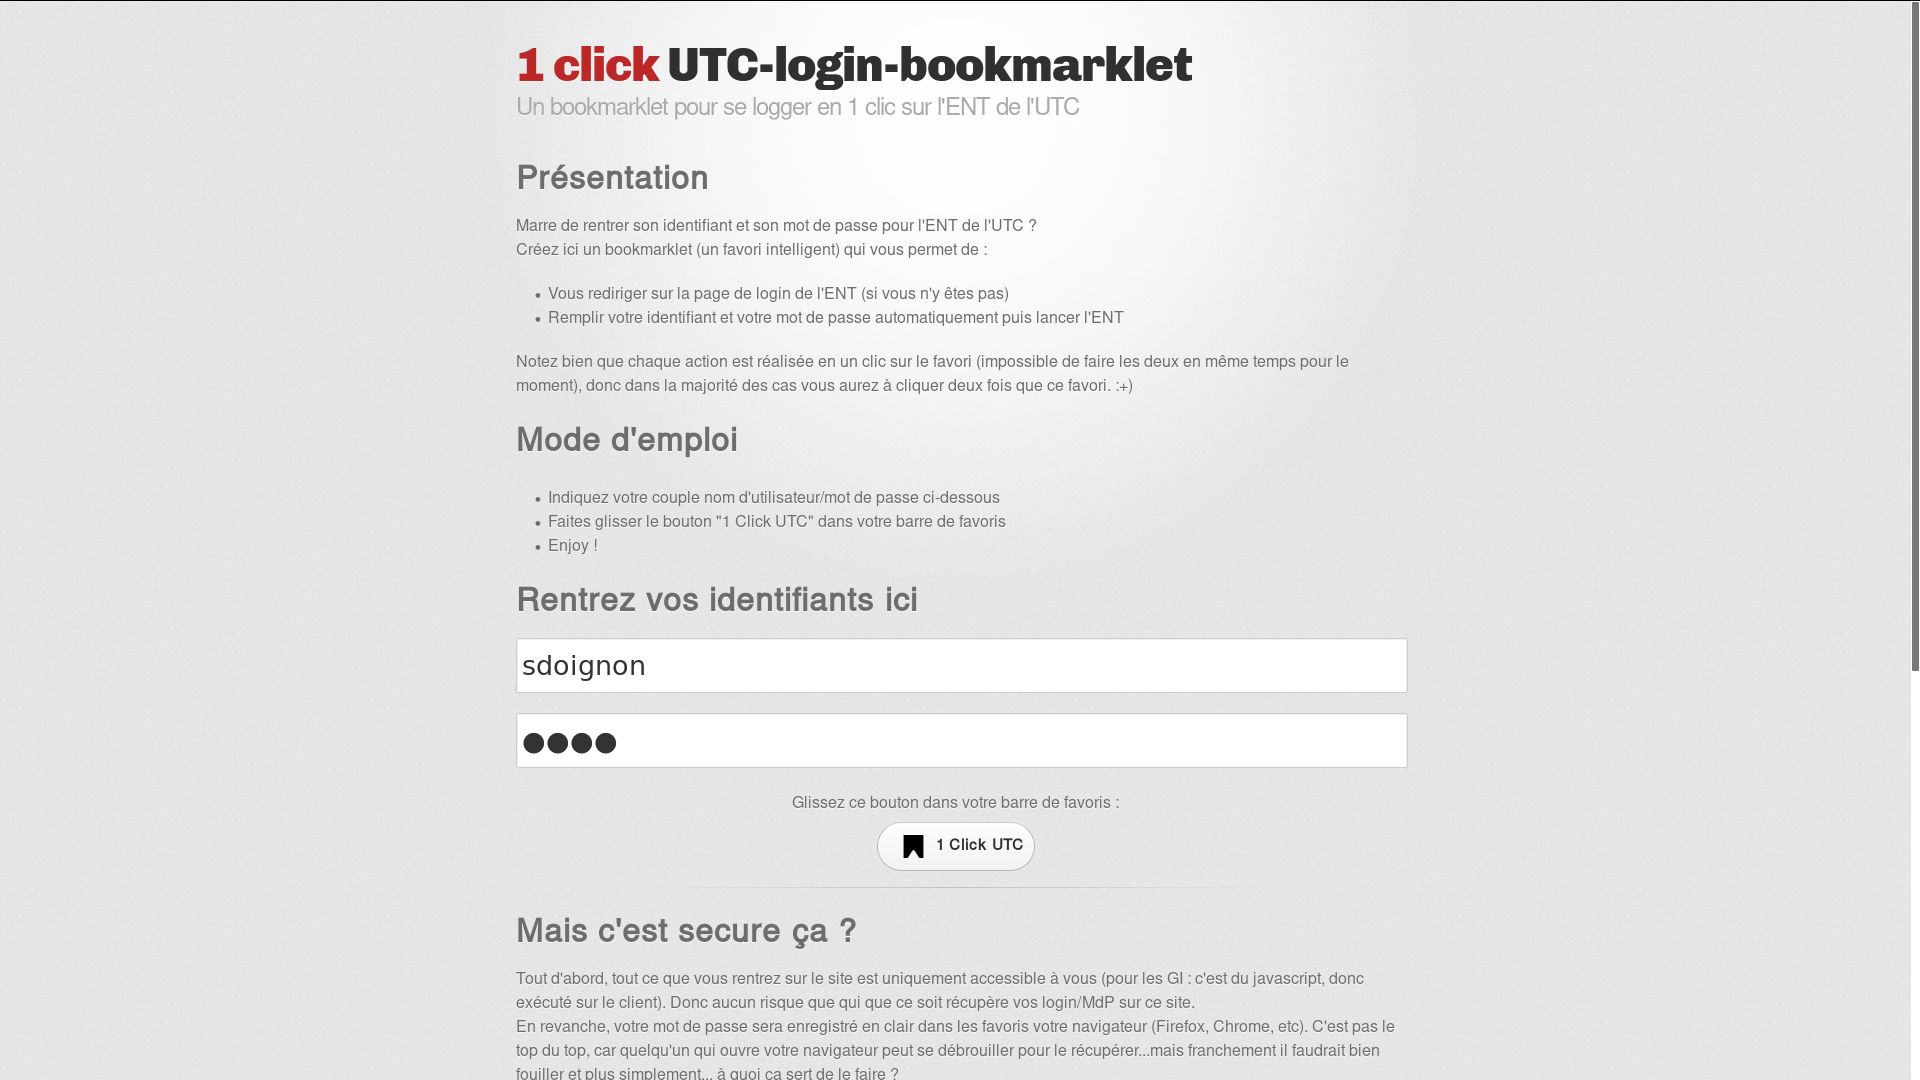 1 click UTC-login-bookmarklet
Un bookmarklet pour se logger en 1 clic sur l'ENT de l'UTC
Présentation
Marre de rentrer son identifiant et son mot de passe pour l'ENT de l'UTC ?
Créez ici un bookmarklet (un favori intelligent) qui vous permet de :
• Vous rediriger sur la page de login de l'ENT (si vous n'y êtes pas)
• Remplir votre identifiant et votre mot de passe automatiquement puis lancer l'ENT
Notez bien que chaque action est réalisée en un clic sur le favori (impossible de faire les deux en même temps pour le
moment), donc dans la majorité des cas vous aurez à cliquer deux fois que ce favori. :+)
Mode d'emploi
• Indiquez votre couple nom d'utilisateur/mot de passe ci-dessous
• Faites glisser le bouton "1 Click UTC" dans votre barre de favoris
• Enjoy !
Rentrez vos identifiants ici
sdoignon
●●●●
Glissez ce bouton dans votre barre de favoris :
1 Click UTC
Mais c'est secure ça ?
Tout d'abord, tout ce que vous rentrez sur le site est uniquement accessible à vous (pour les GI : c'est du javascript, donc
exécuté sur le client). Donc aucun risque que qui que ce soit récupère vos login/MdP sur ce site.
En revanche, votre mot de passe sera enregistré en clair dans les favoris votre navigateur (Firefox, Chrome, etc). C'est pas le
top du top, car quelqu'un qui ouvre votre navigateur peut se débrouiller pour le récupérer...mais franchement il faudrait bien
fouiller et plus simplement... à quoi ça sert de le faire ?